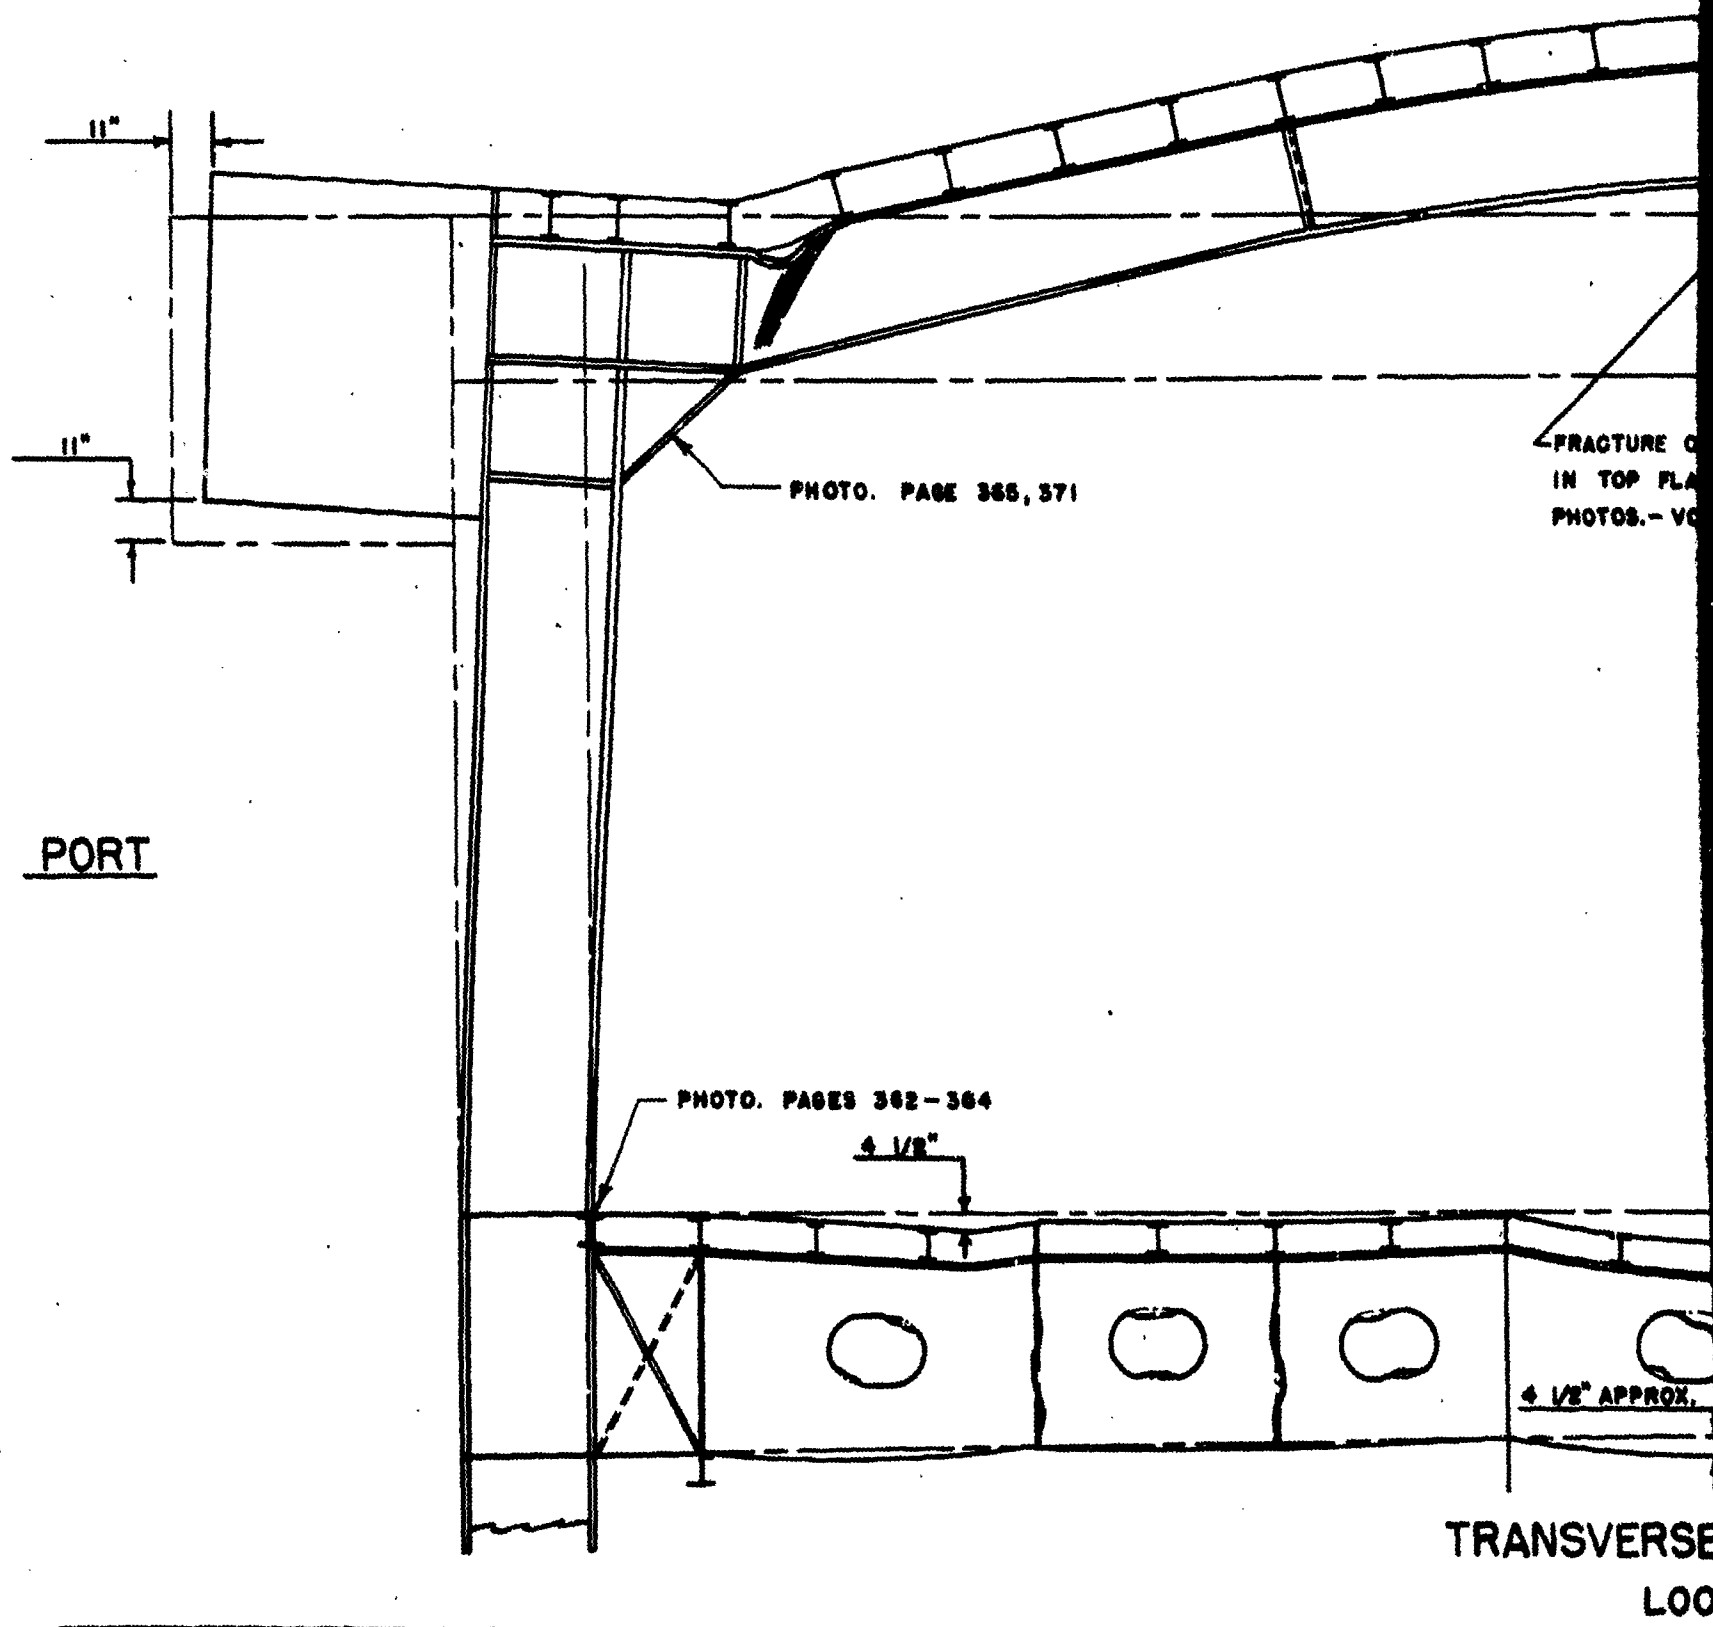 11"
11"
PHOTO. PAGE 365, 371
FRACTURE
IN TOP
PHOTOS.-
PORT
PHOTO. PAGES 362-364
4 1/2"
4 1/2" APPROX.
TRANSVERSE